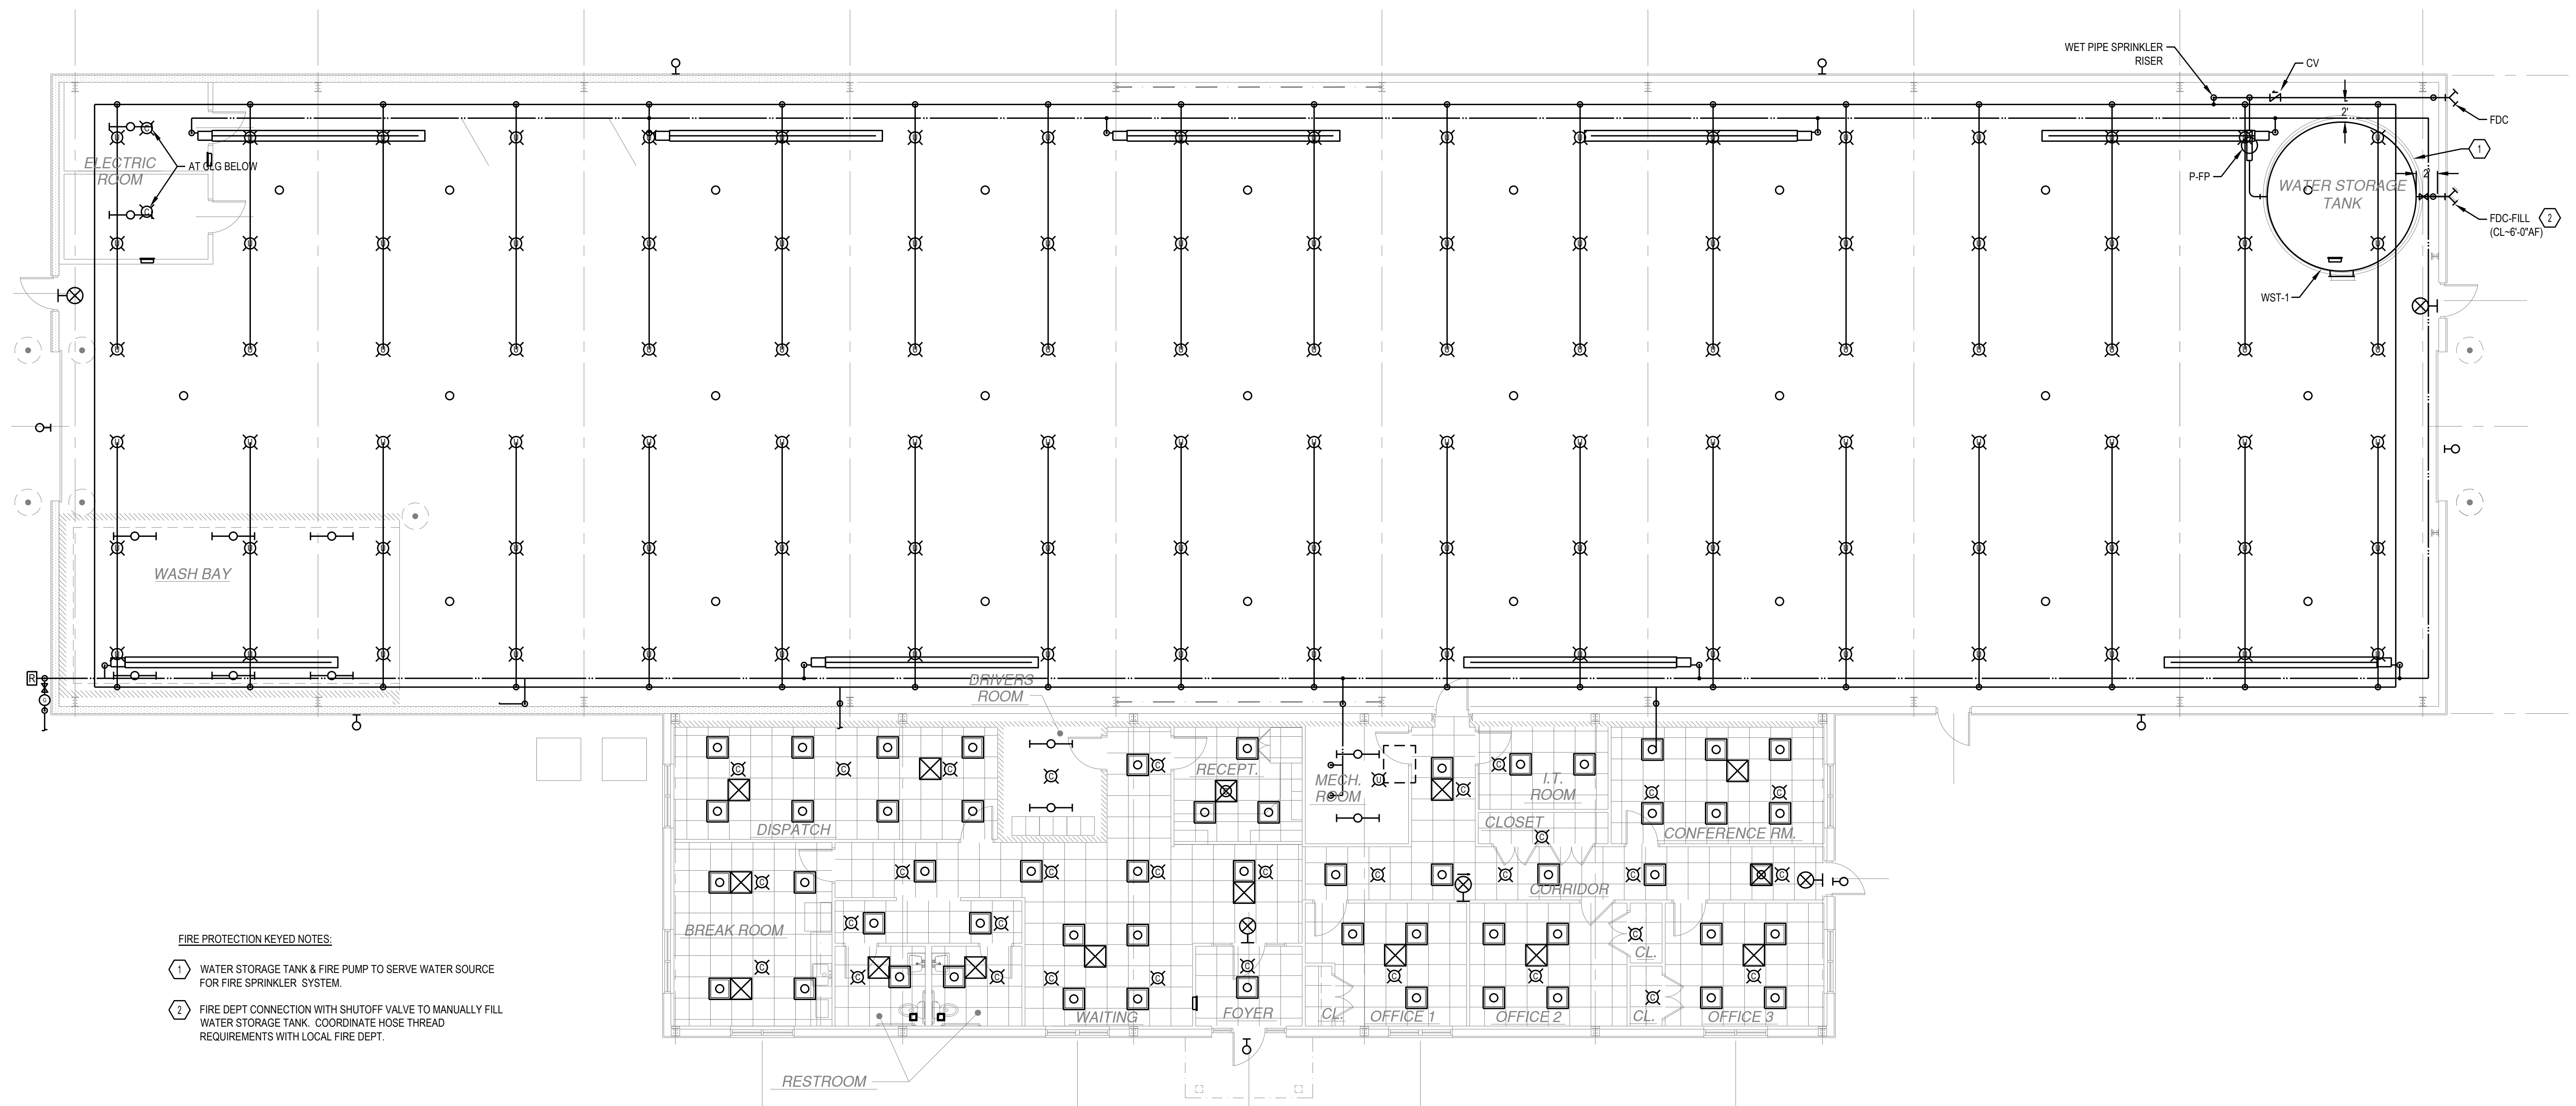 WET PIPE SPRINKLER
RISER
CV
FDC
2'
1
ELECTRIC
ROOM
AT CLG BELOW
P-FP
2'
WATER STORAGE
TANK
FDC-FILL
2
(CL~6'-0"AF)
WST-1
WASH BAY
R
DRIVERS
ROOM
RECEPT.
MECH.
ROOM
I.T.
ROOM
DISPATCH
CLOSET
CONFERENCE RM.
CORRIDOR
BREAK ROOM
CL.
WAITING
FOYER
CL.
OFFICE 1
OFFICE 2
CL.
OFFICE 3
RESTROOM
FIRE PROTECTION KEYED NOTES:
1 WATER STORAGE TANK & FIRE PUMP TO SERVE WATER SOURCE
FOR FIRE SPRINKLER SYSTEM.
2 FIRE DEPT CONNECTION WITH SHUTOFF VALVE TO MANUALLY FILL
WATER STORAGE TANK. COORDINATE HOSE THREAD
REQUIREMENTS WITH LOCAL FIRE DEPT.